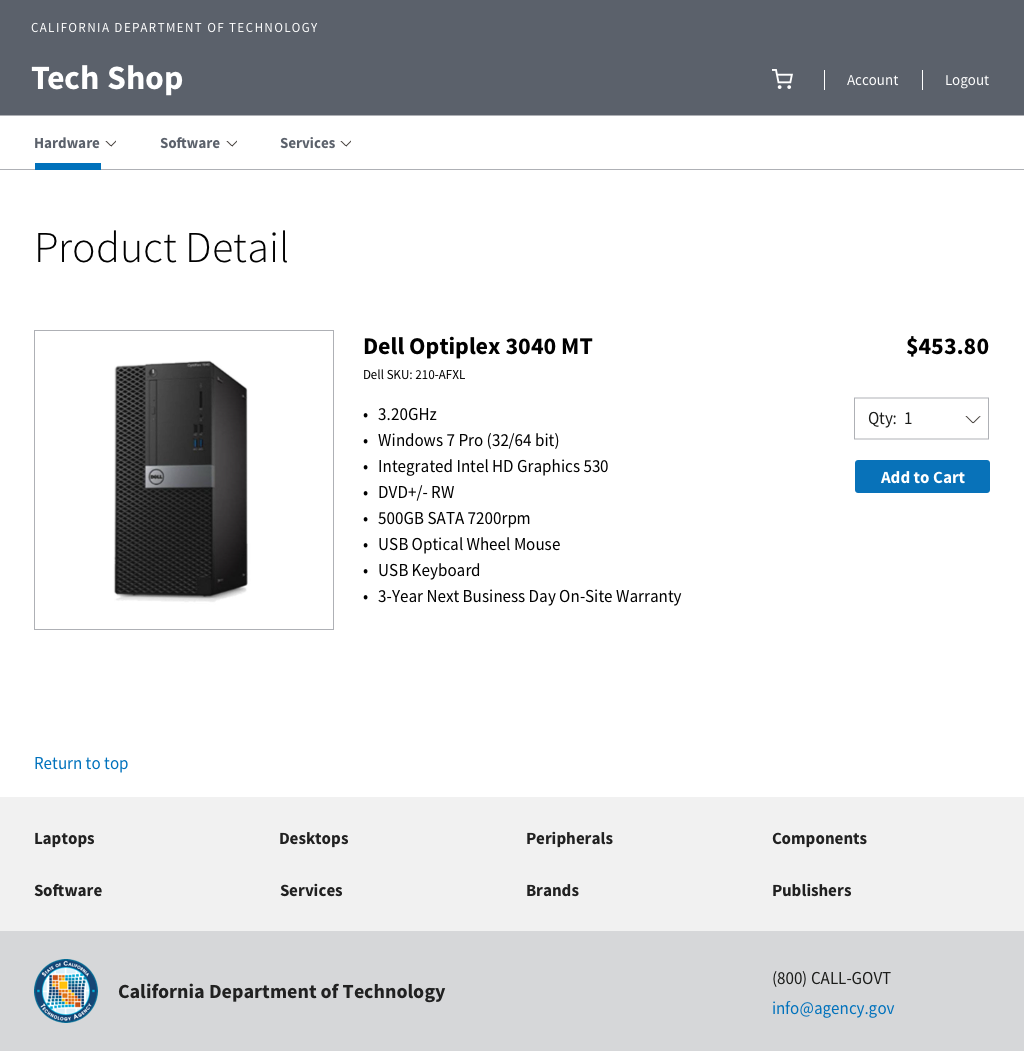 CALIFORNIA DEPARTMENT OF TECHNOLOGY
Tech Shop
Account
Logout
Hardware
Software
Services
Product Detail
Dell Optiplex 3040 MT
$453.80
Dell SKU: 210-AFXL
• 3.20GHz
• Windows 7 Pro (32/64 bit)
• Integrated Intel HD Graphics 530
• DVD+/- RW
• 500GB SATA 7200rpm
• USB Optical Wheel Mouse
• USB Keyboard
• 3-Year Next Business Day On-Site Warranty
Qty: 1
Add to Cart
DELL
Return to top
Laptops
Desktops
Peripherals
Components
Software
Services
Brands
Publishers
STATE OF CALIFORNIA
TECHNOLOGY AGENCY
California Department of Technology
(800) CALL-GOVT
info@agency.gov